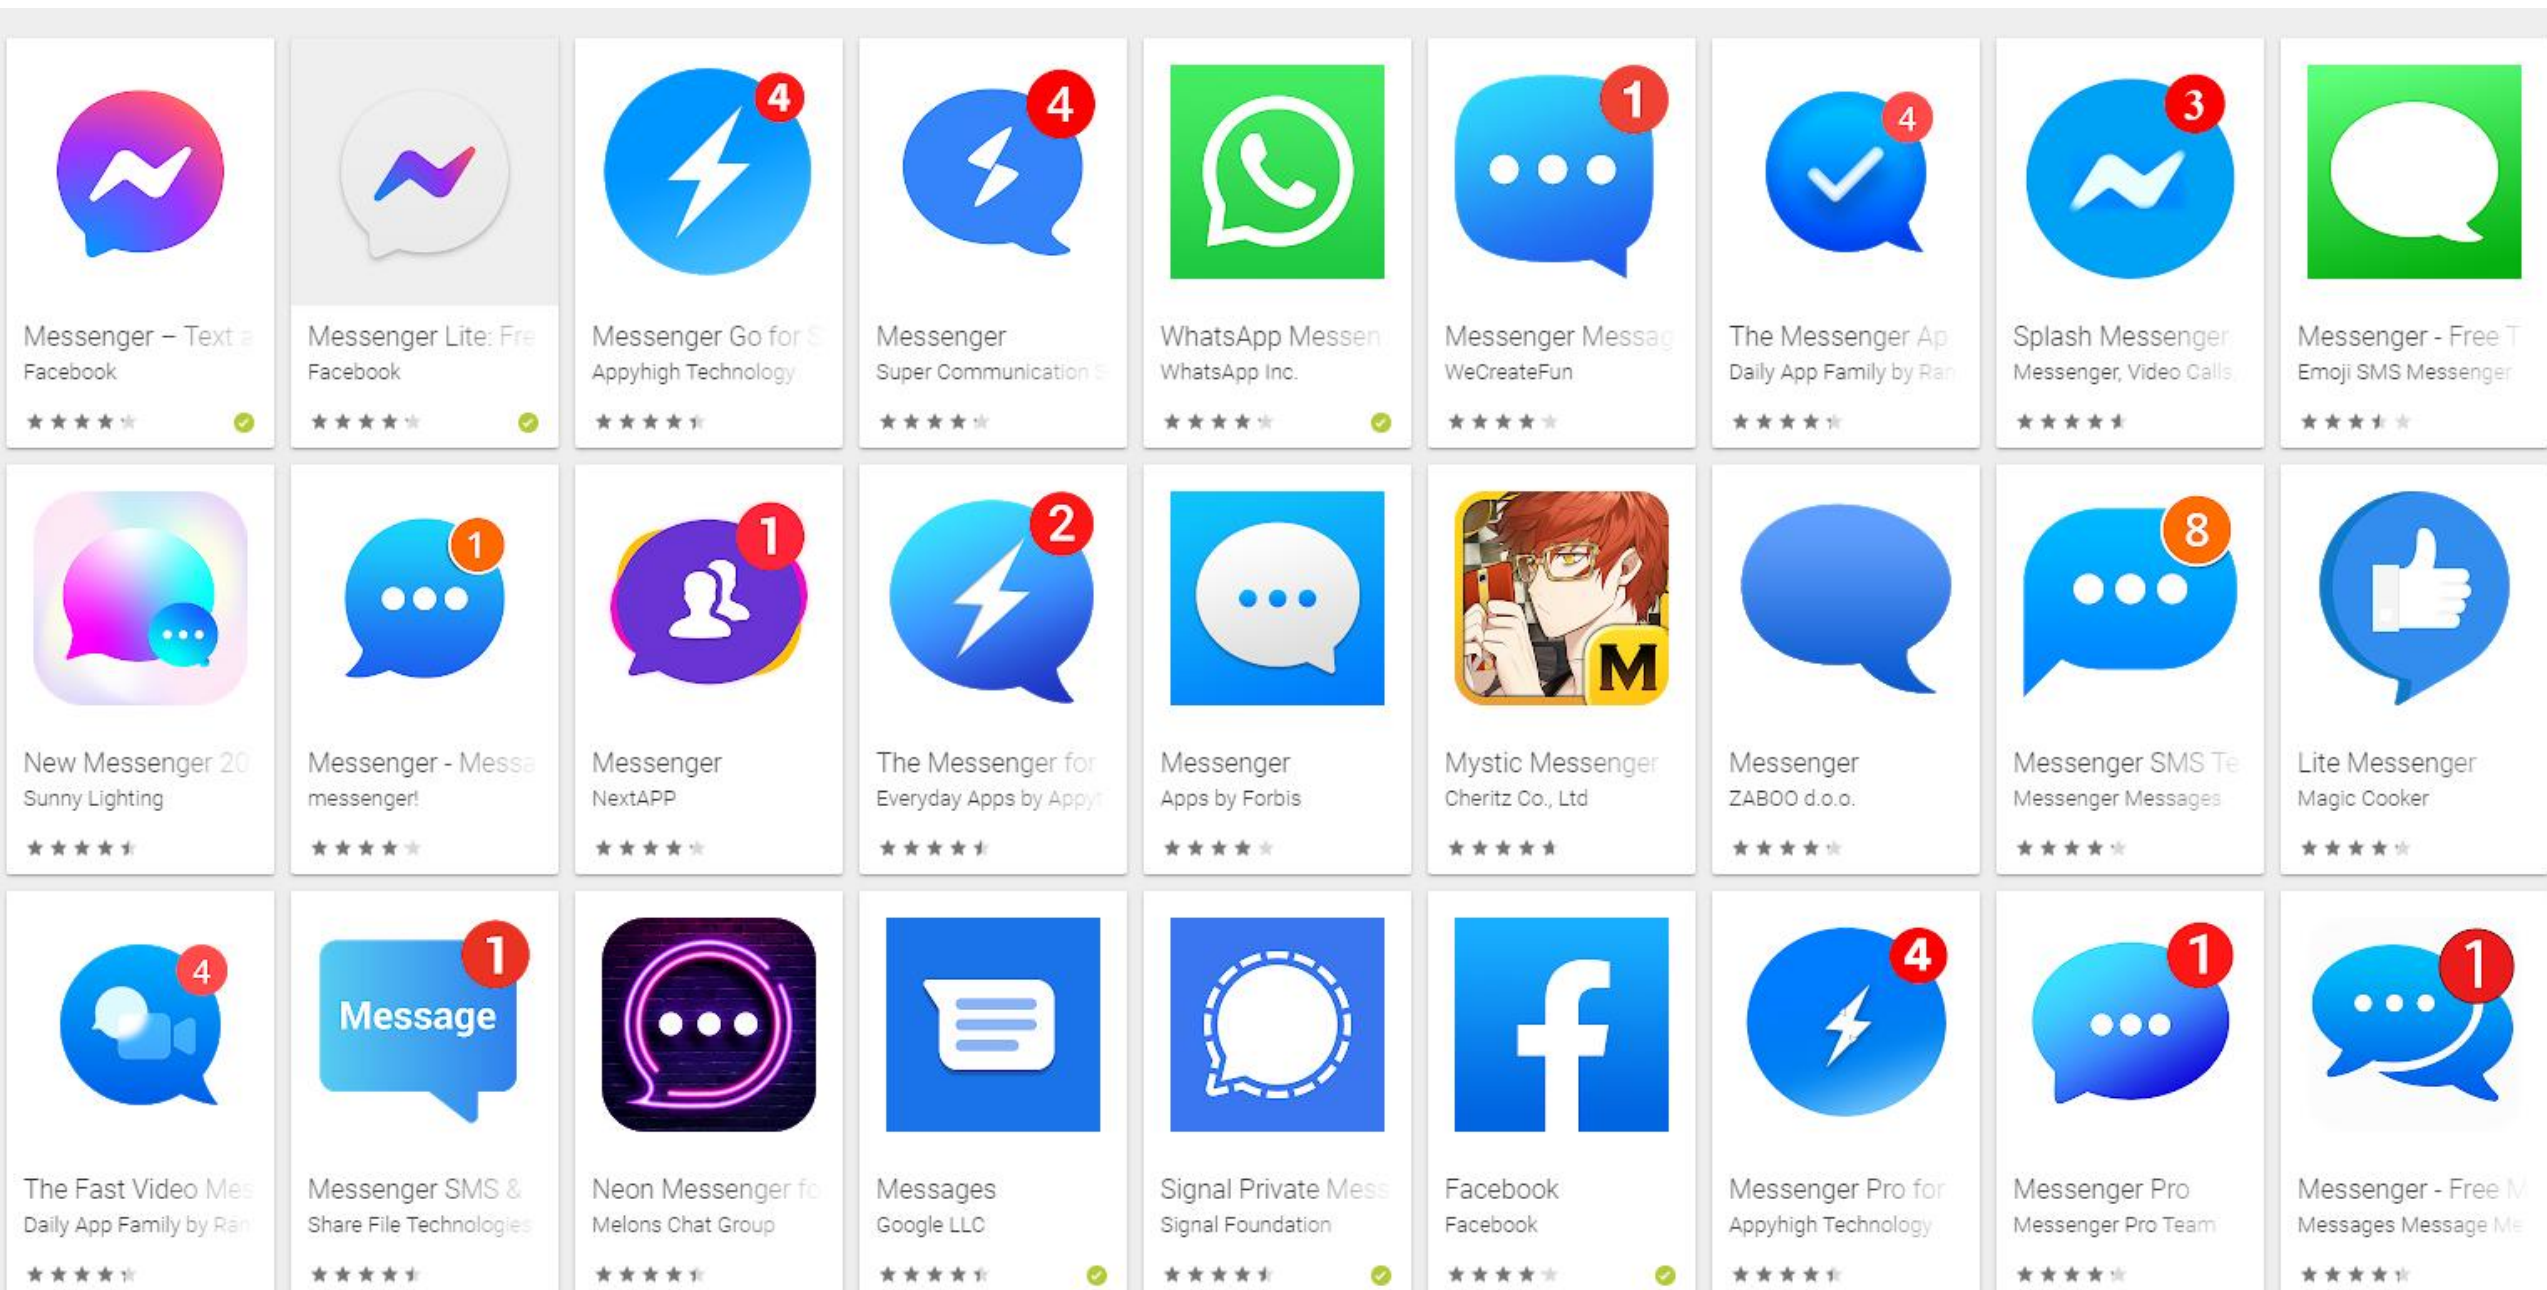 4
4
1
4
3
Messenger – Text a
Messenger Lite: Fre
Messenger Go for S
Messenger
WhatsApp Messen
Messenger Messag
The Messenger Ap
Splash Messenger
Messenger - Free T
Facebook
Facebook
Appyhigh Technology
Super Communication S
WhatsApp Inc.
WeCreateFun
Daily App Family by Ran
Messenger, Video Calls,
Emoji SMS Messenger
1
1
2
M
8
New Messenger 20
Messenger - Messa
Messenger
The Messenger for
Messenger
Mystic Messenger
Messenger
Messenger SMS Te
Lite Messenger
Sunny Lighting
messenger!
NextAPP
Everyday Apps by Appyh
Apps by Forbis
Cheritz Co., Ltd
ZABOO d.o.o.
Messenger Messages
Magic Cooker
4
Message
1
f
4
1
1
The Fast Video Mes
Messenger SMS &
Neon Messenger fo
Messages
Signal Private Mess
Facebook
Messenger Pro for
Messenger Pro
Messenger - Free M
Daily App Family by Ran
Share File Technologies
Melons Chat Group
Google LLC
Signal Foundation
Facebook
Appyhigh Technology
Messenger Pro Team
Messages Message Me